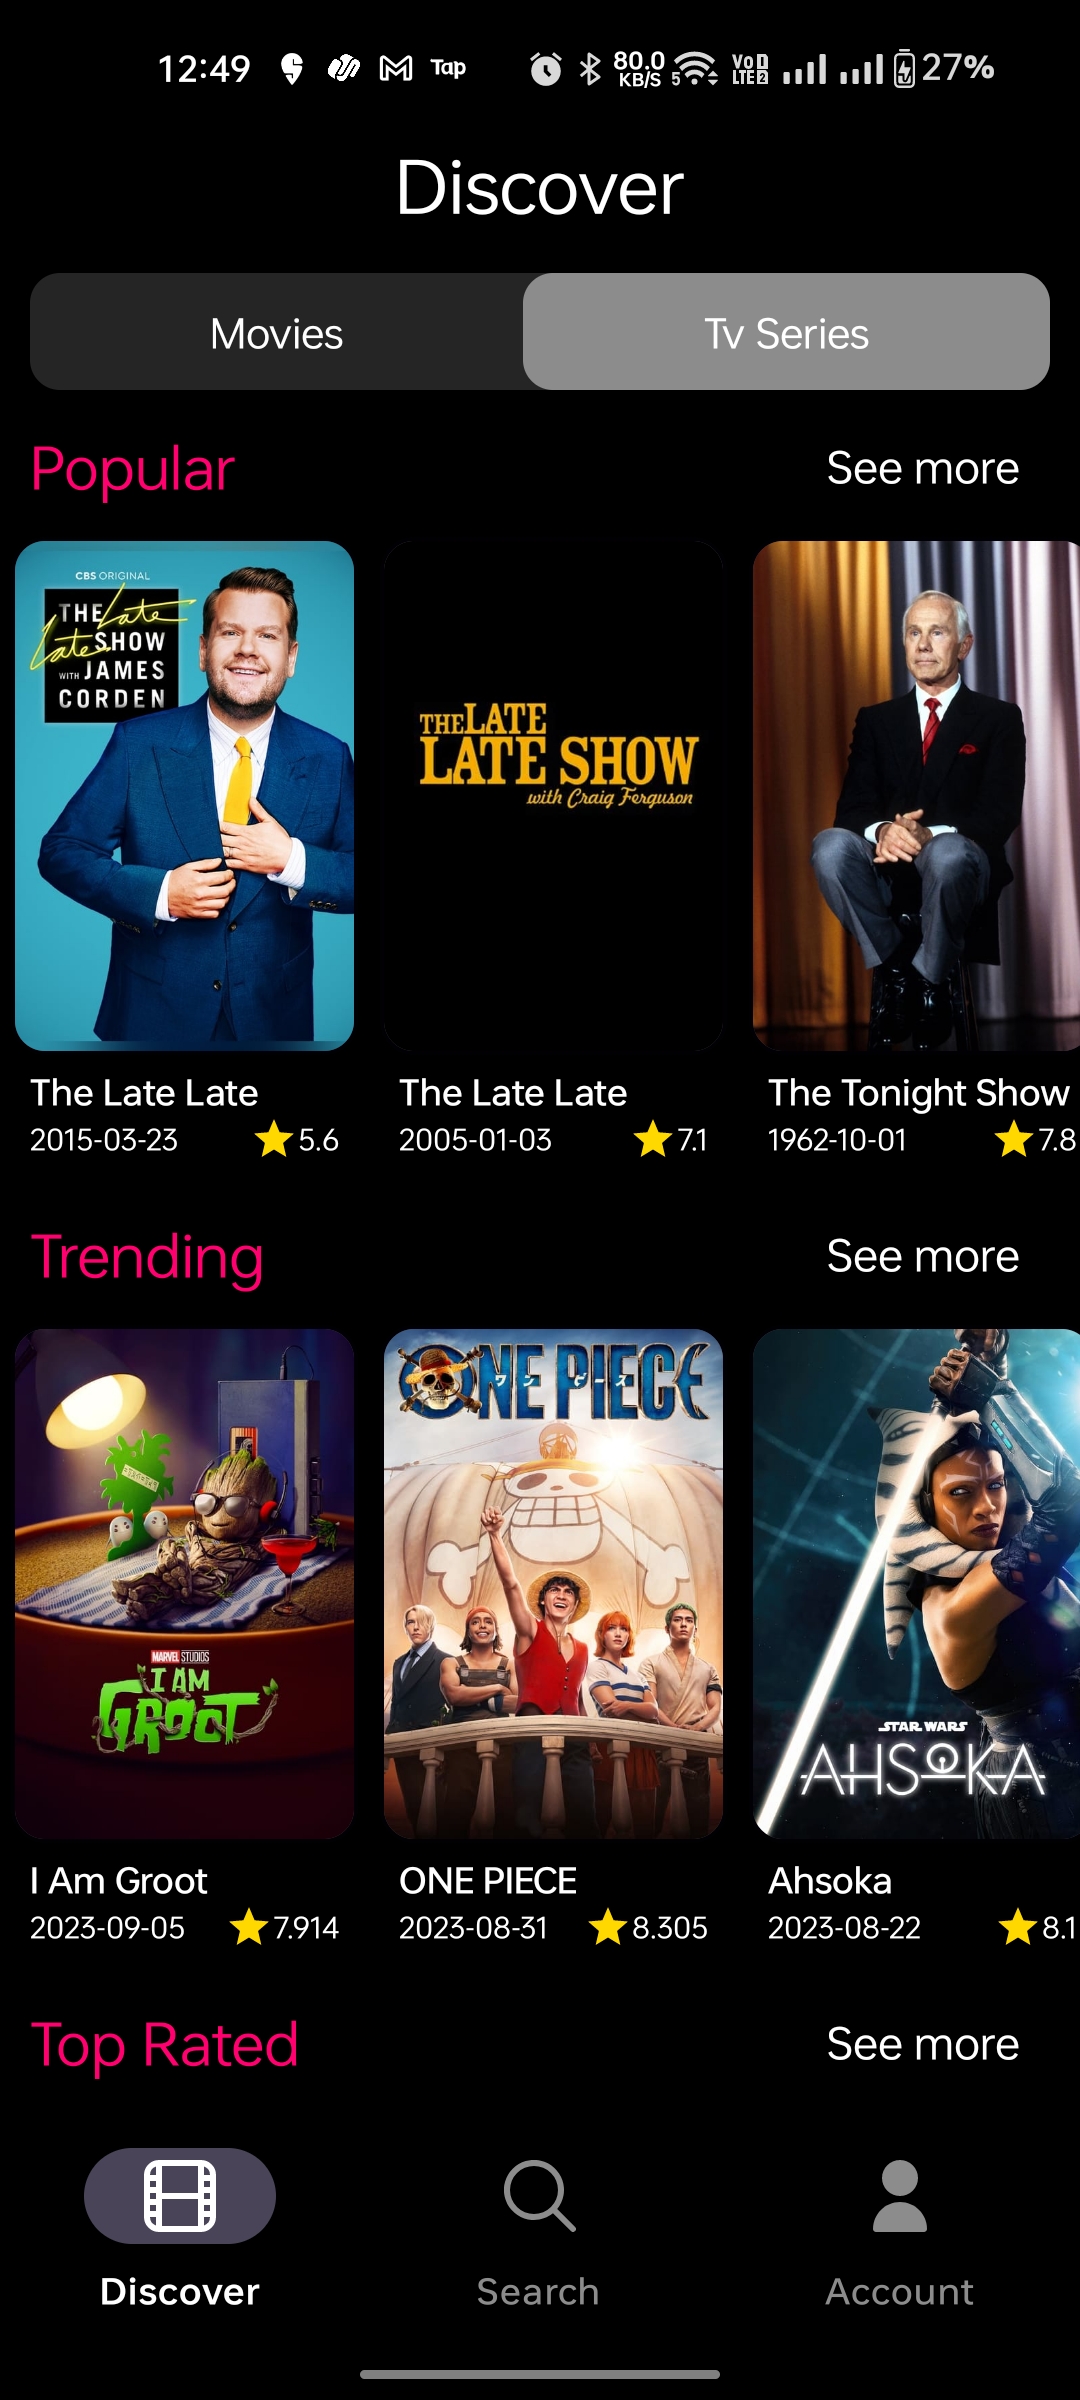 12:49
Tap
80.0
KB/S
5
Vo
LTE 2
27%
Discover
Movies
Tv Series
Popular
See more
CBS ORIGINAL
THE Late
Late SHOW
WITH JAMES
CORDEN
THE LATE
LATE SHOW
with Craig Ferguson
The Late Late
2015-03-23
5.6
The Late Late
2005-01-03
7.1
The Tonight Show
1962-10-01
7.8
Trending
See more
MARVEL STUDIOS
I AM
GROOT
ONE PIECE
ワンピース
STAR WARS
AHSOKA
I Am Groot
2023-09-05
7.914
ONE PIECE
2023-08-31
8.305
Ahsoka
2023-08-22
8.1
Top Rated
See more
Discover
Search
Account